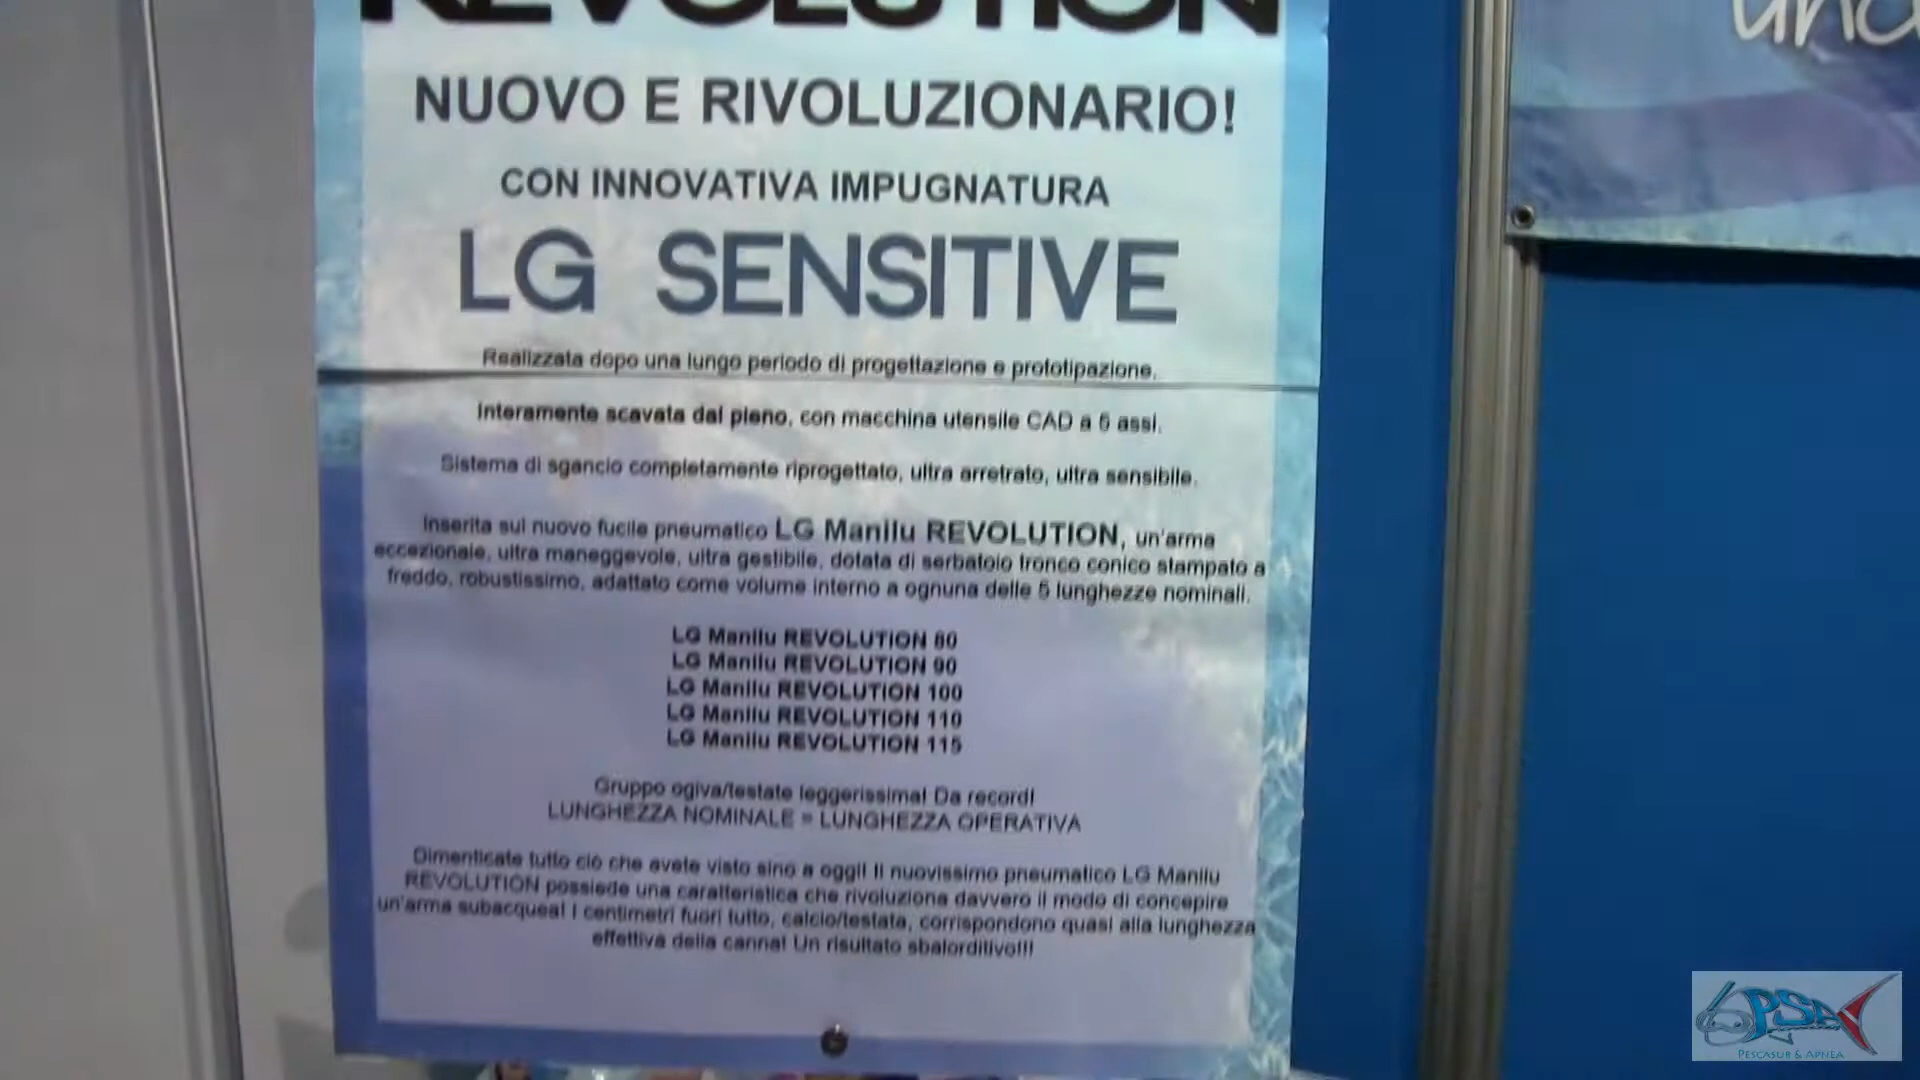 REVOLUTION
NUOVO E RIVOLUZIONARIO!
CON INNOVATIVA IMPUGNATURA
LG SENSITIVE
Realizzata dopo una lungo periodo di progettazione e prototipazione.
Interamente scavata dal pieno, con macchina utensile CAD a 5 assi.
Sistema di sgancio completamente riprogettato, ultra arretrato, ultra sensibile.
Inserita sul nuovo fucile pneumatico LG Manilu REVOLUTION, un'arma
eccezionale, ultra maneggevole, ultra gestibile, dotata di serbatoio tronco conico stampato a
freddo, robustissimo, adattato come volume interno a ognuna delle 5 lunghezze nominali.
LG Manilu REVOLUTION 80
LG Manilu REVOLUTION 90
LG Manilu REVOLUTION 100
LG Manilu REVOLUTION 110
LG Manilu REVOLUTION 115
Gruppo ogiva/testate leggerissima! Da record!
LUNGHEZZA NOMINALE = LUNGHEZZA OPERATIVA
Dimenticate tutto ciò che avete visto sino a oggi! Il nuovissimo pneumatico LG Manilu
REVOLUTION possiede una caratteristica che rivoluziona davvero il modo di concepire
un'arma subacquea! I centimetri fuori tutto, calcio/testata, corrispondono quasi alla lunghezza
effettiva della canna! Un risultato sbalorditivo!!!
PSA
PESCASUB & APNEA